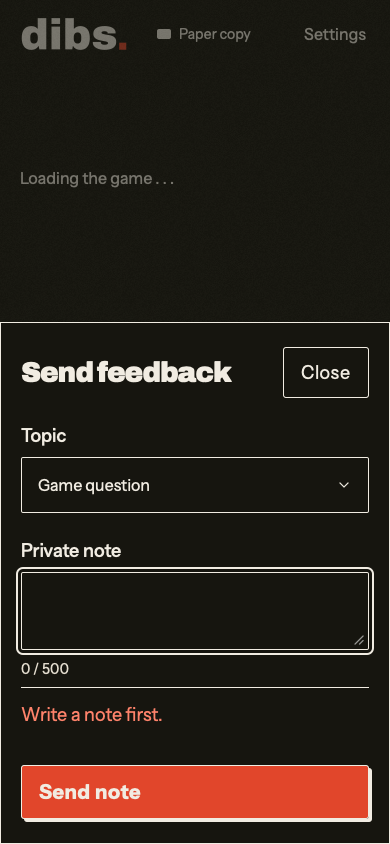 dibs.
Paper copy
Settings
Loading the game . . .
Send feedback
Close
Topic
Game question
Private note
0 / 500
Write a note first.
Send note